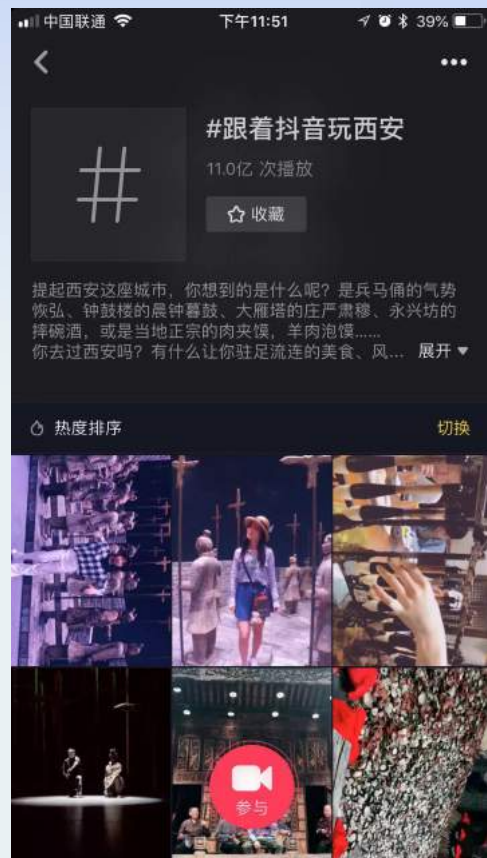 中国联通
下午11:51
39%
#跟着抖音玩西安
11.0亿 次播放
收藏
提起西安这座城市，你想到的是什么呢？是兵马俑的气势
恢弘、钟鼓楼的晨钟暮鼓、大雁塔的庄严肃穆、永兴坊的
摔碗酒，或是当地正宗的肉夹馍，羊肉泡馍......
你去过西安吗？有什么让你驻足流连的美食、风... 展开
热度排序
切换
参与